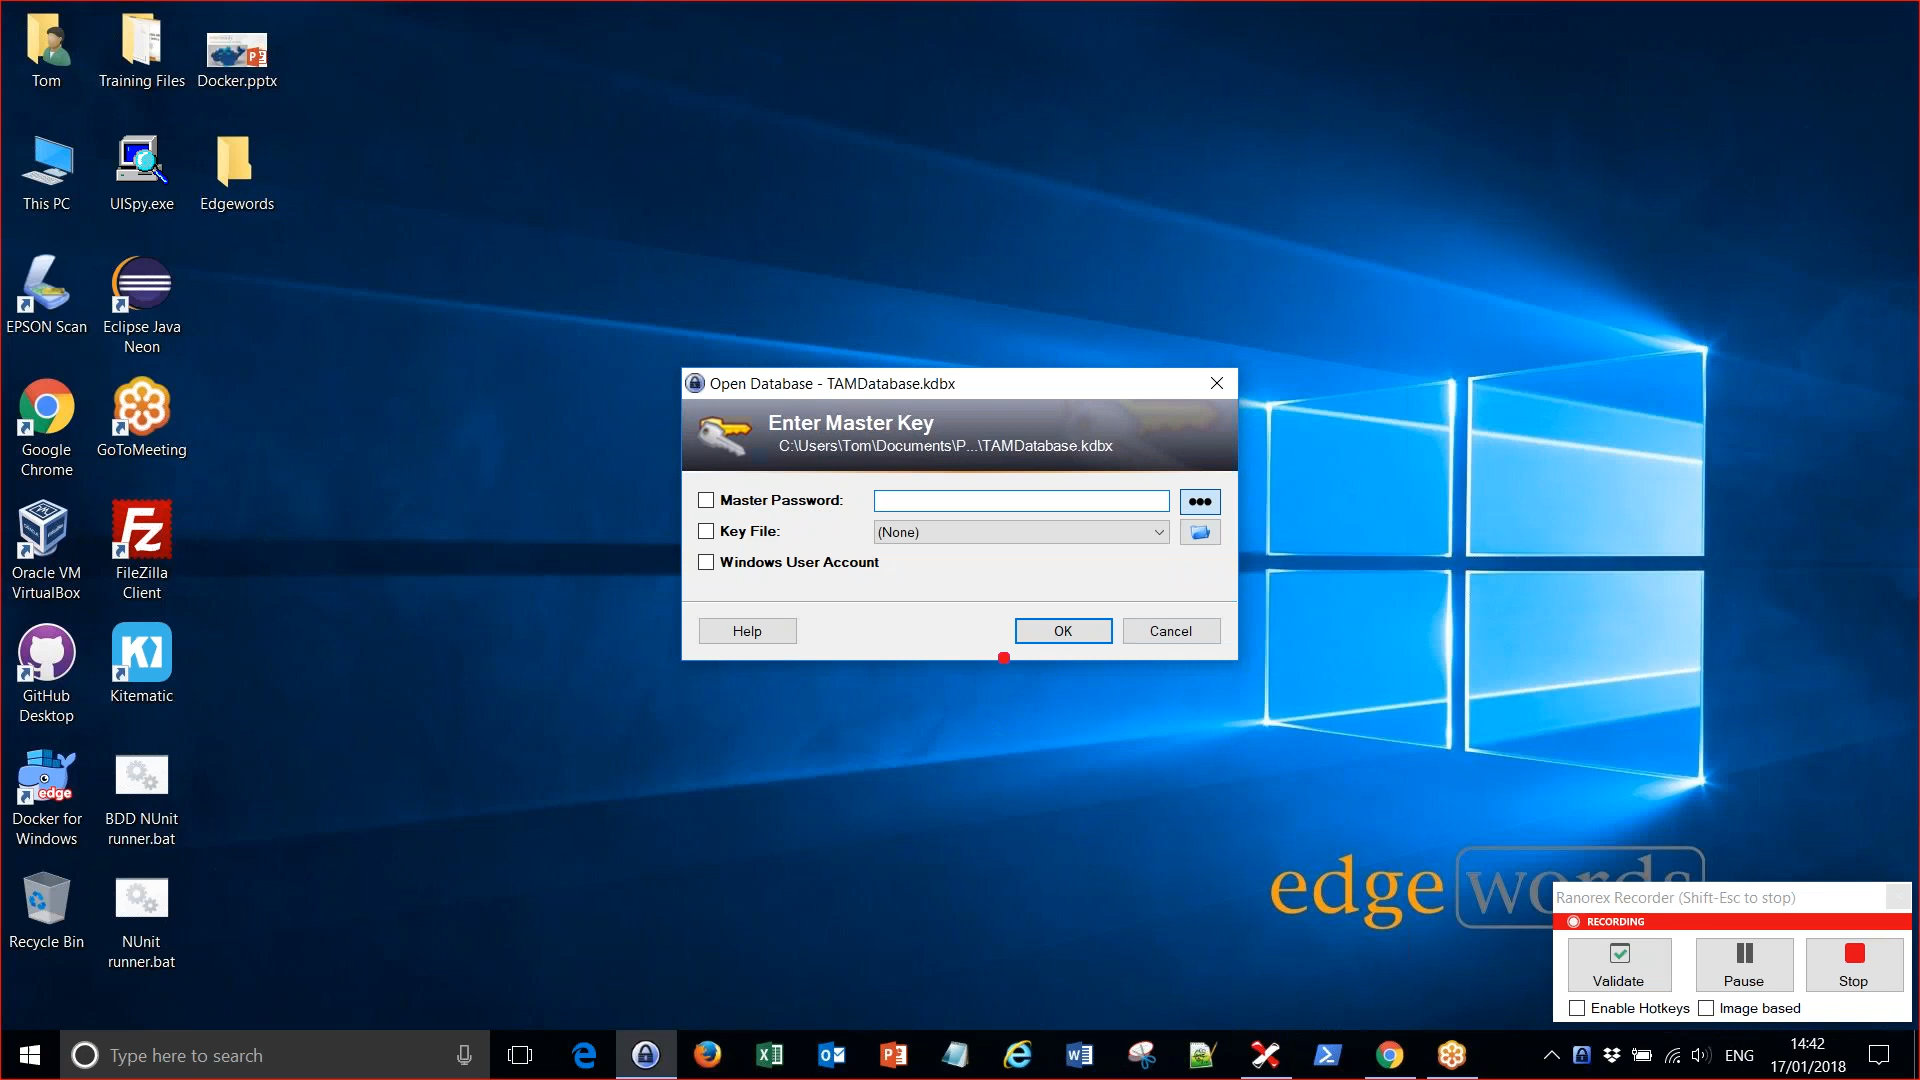 Tom
Training Files
Docker.pptx
This PC
UISpy.exe
Edgewords
EPSON Scan
Eclipse Java
Neon
Google
Chrome
GoToMeeting
Oracle VM
VirtualBox
FileZilla
Client
GitHub
Desktop
Kitematic
edge
Docker for
Windows
BDD NUnit
runner.bat
Recycle Bin
NUnit
runner.bat
Open Database - TAMDatabase.kdbx
Enter Master Key
C:\Users\Tom\Documents\P...\TAMDatabase.kdbx
Master Password:
Key File:
(None)
Windows User Account
Help
OK
Cancel
edgewords
Ranorex Recorder (Shift-Esc to stop)
RECORDING
Validate
Pause
Stop
Enable Hotkeys
Image based
Type here to search
ENG
14:42
17/01/2018